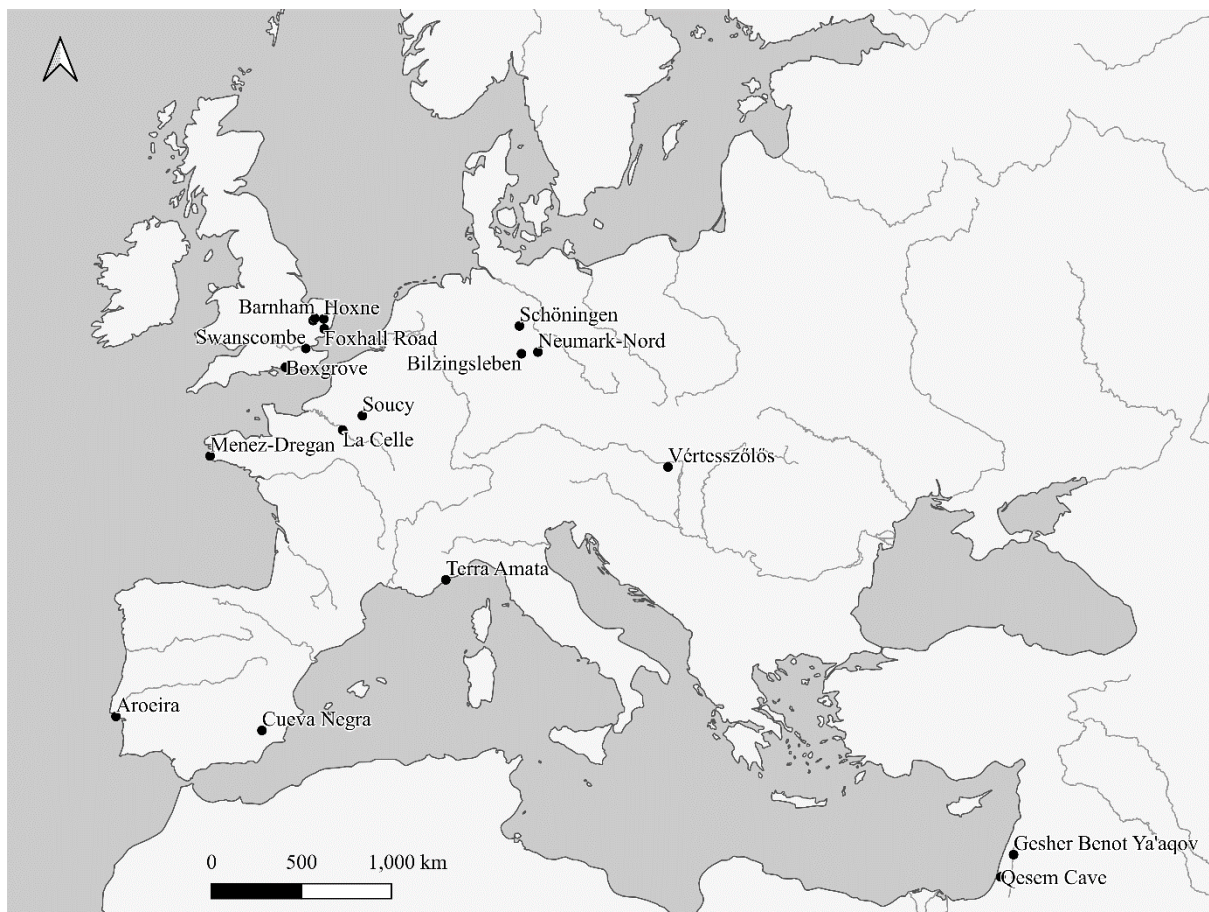 Barnham Hoxne
Schöningen
Swanscombe Foxhall Road
Neumark-Nord
Bilzingsleben
Boxgrove
Soucy
La Celle
Menez-Dregan
Vértesszőlös
Terra Amata
Aroeira
Cueva Negra
Gesher Benot Ya'aqov
0 500 1,000 km
Qesem Cave